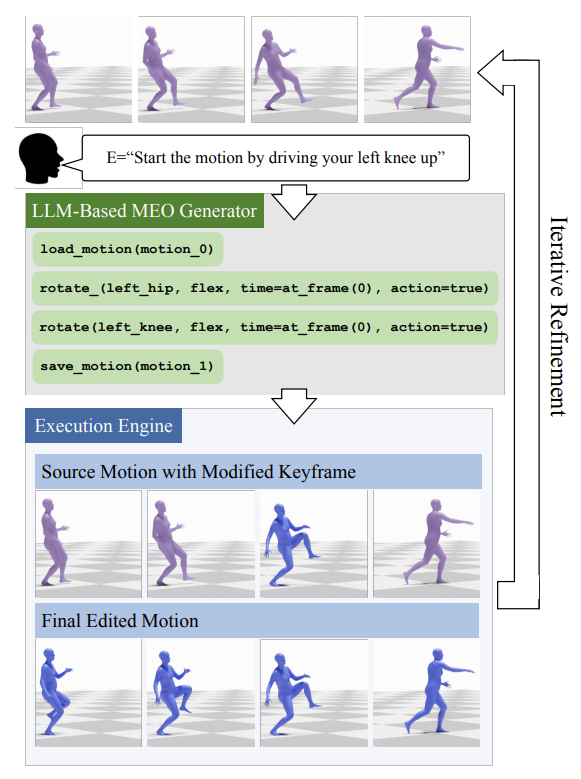 E=“Start the motion by driving your left knee up”
LLM-Based MEO Generator
load_motion(motion_0)
rotate_(left_hip, flex, time=at_frame(0), action=true)
rotate(left_knee, flex, time=at_frame(0), action=true)
save_motion(motion_1)
Execution Engine
Source Motion with Modified Keyframe
Final Edited Motion
Iterative Refinement